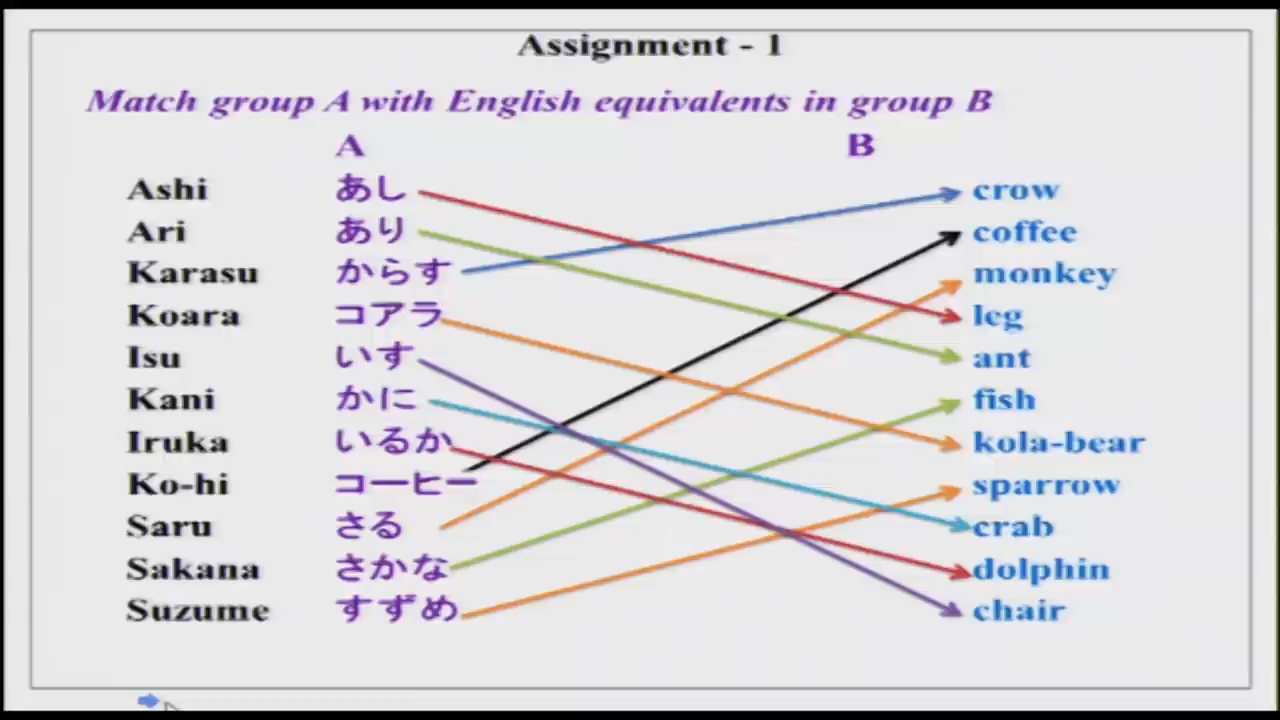 Assignment - 1
Match group A with English equivalents in group B
A B
Ashi あし crow
Ari あり coffee
Karasu からす monkey
Koara コアラ leg
Isu いす ant
Kani かに fish
Iruka いるか kola-bear
Ko-hi コーヒー sparrow
Saru さる crab
Sakana さかな dolphin
Suzume すずめ chair